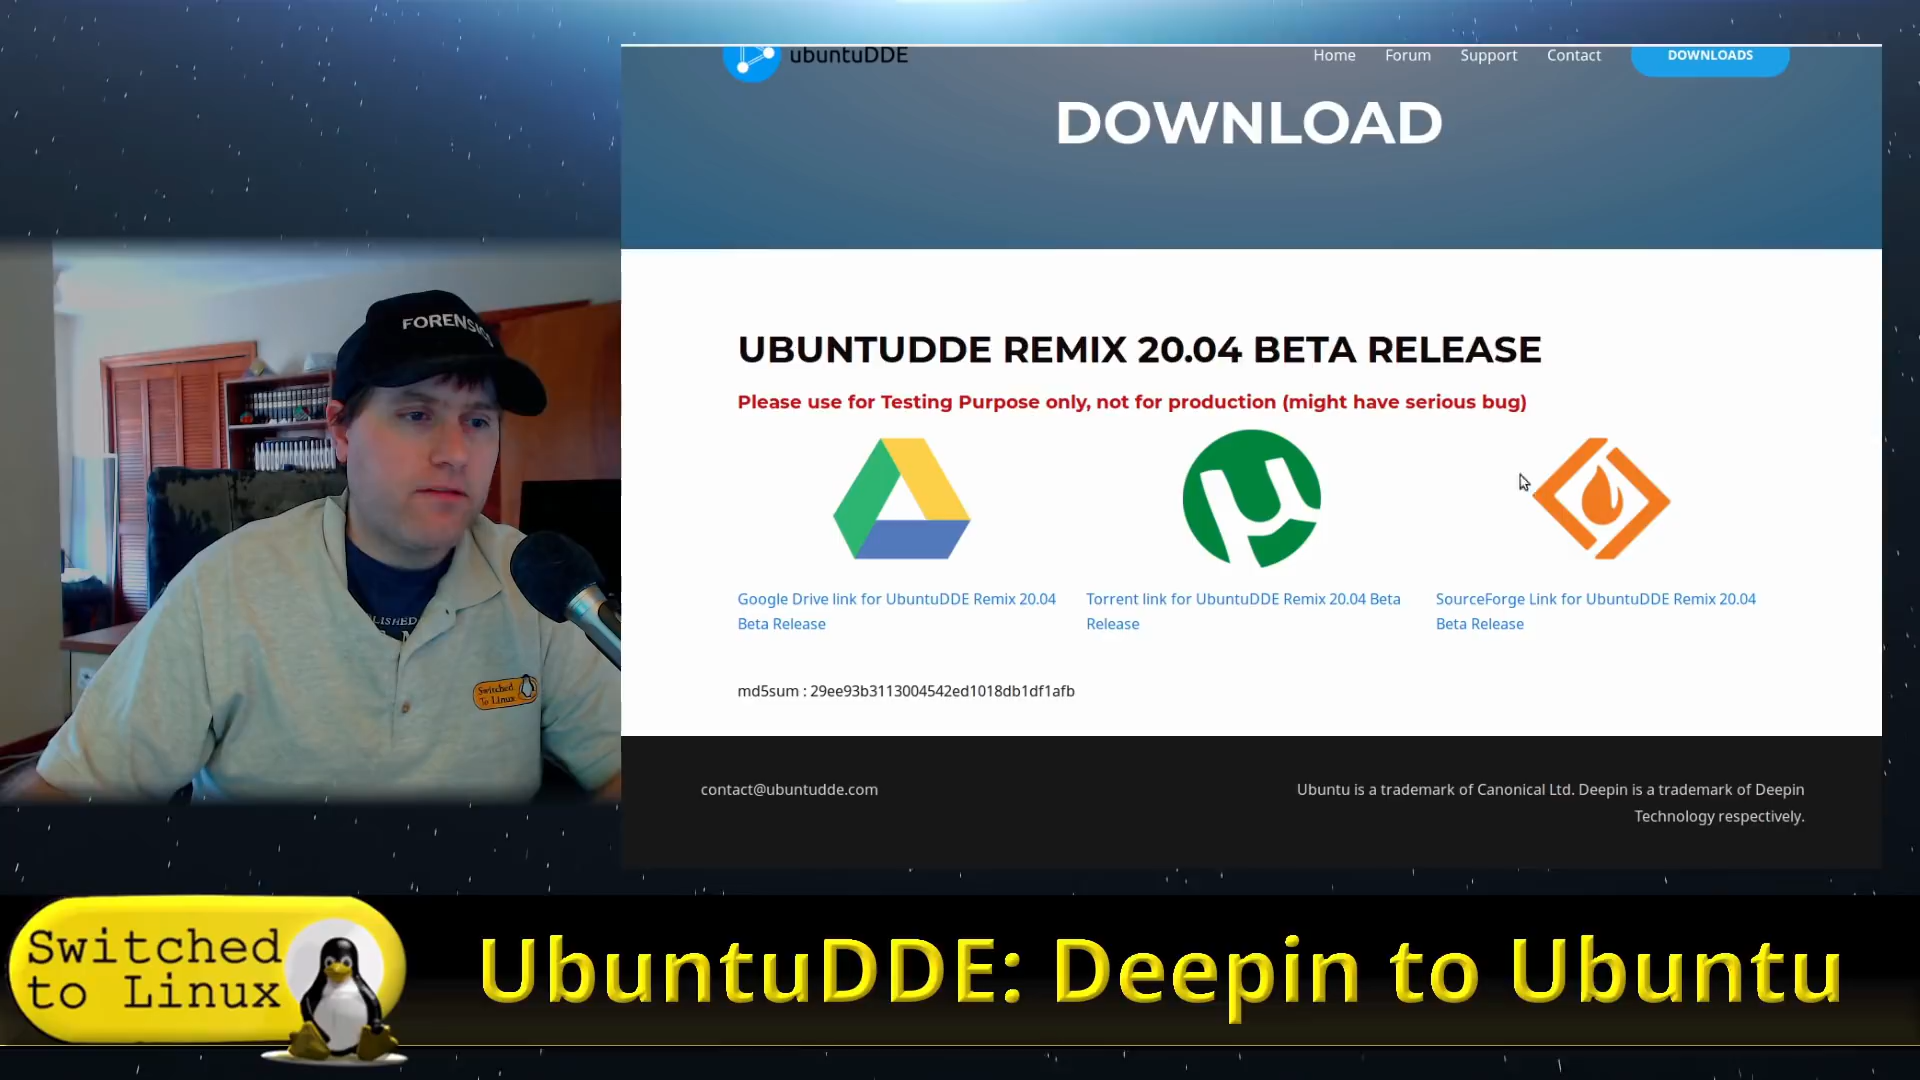 ubuntuDDE
Home Forum Support Contact DOWNLOADS
DOWNLOAD
UBUNTUDDE REMIX 20.04 BETA RELEASE
Please use for Testing Purpose only, not for production (might have serious bug)
Google Drive link for UbuntuDDE Remix 20.04
Beta Release
Torrent link for UbuntuDDE Remix 20.04 Beta
Release
SourceForge Link for UbuntuDDE Remix 20.04
Beta Release
md5sum : 29ee93b3113004542ed1018db1df1afb
contact@ubuntudde.com
Ubuntu is a trademark of Canonical Ltd. Deepin is a trademark of Deepin
Technology respectively.
Switched
To Linux
Switched
to Linux
UbuntuDDE: Deepin to Ubuntu